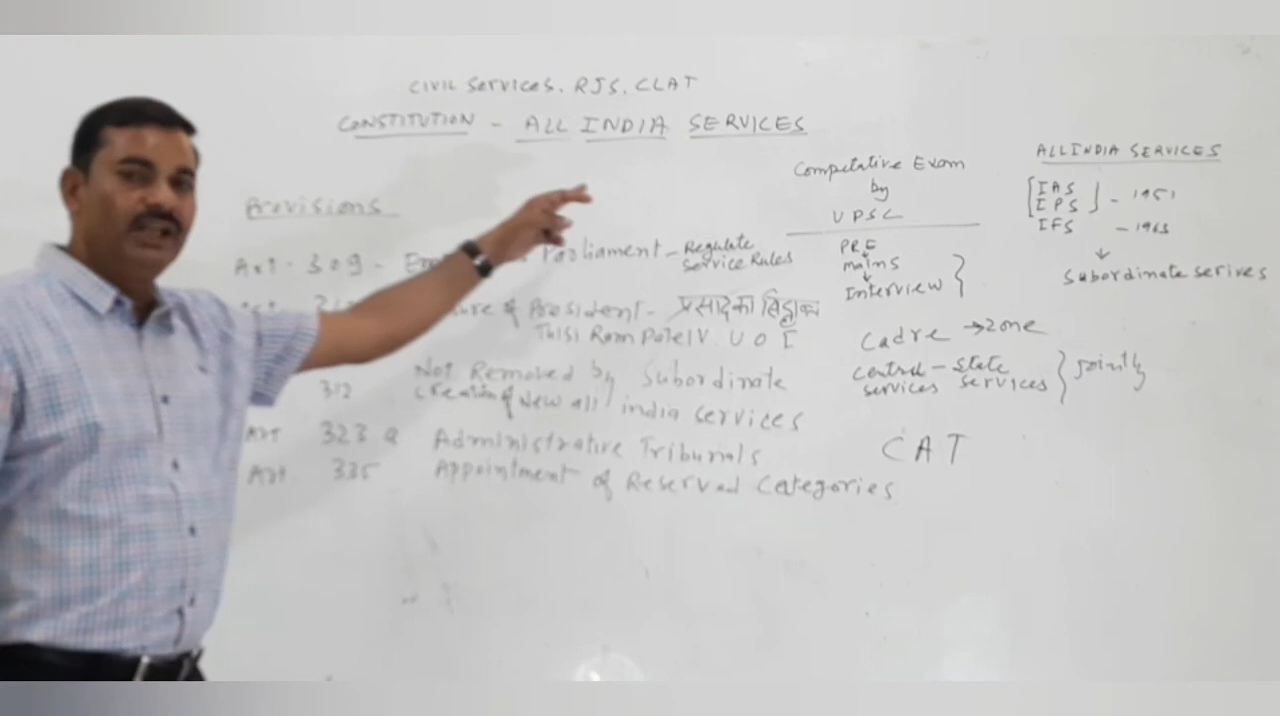 CIVIL Services. RJS. CLAT
CONSTITUTION - ALL INDIA SERVICES
Provisions
Art - 309 - Parliament - Regulate
Service Rules
of President - प्रसाद का सिद्धान्त
Tulsi Ram Patel V. U O I
Not Removed by Subordinate
312 Creation of New all india services
Art 323 a Administrative Tribunals
Art 335 Appointment of Reserved Categories
Competative Exam
by
UPSC
PRE
mains
Interview
Cadre → zone
Central - State
services services
Jointly
CAT
ALL INDIA SERVICES
IAS
IPS - 1951
IFS - 1963
Subordinate serives